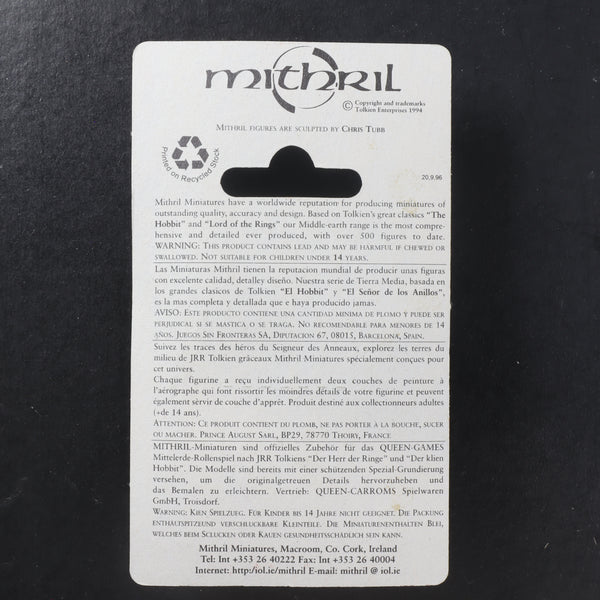 mithril
© Copyright and trademarks
Tolkien Enterprises 1994
Mithril figures are sculpted by Chris Tubb
Printed on Recycled Stock
20.9.96
Mithril Miniatures have a worldwide reputation for producing miniatures of
outstanding quality, accuracy and design. Based on Tolkien's great classics "The
Hobbit" and "Lord of the Rings" our Middle-earth range is the most compre-
hensive and detailed ever produced, with over 500 figures to date.
WARNING: This product contains lead and may be harmful if chewed or
swallowed. Not suitable for children under 14 years.
Las Miniaturas Mithril tienen la reputacion mundial de producir unas figuras
con excelente calidad, detalley diseño. Nuestra serie de Tierra Media, basada en
los grandes clasicos de Tolkien "El Hobbit" y "El Señor de los Anillos",
es la mas completa y detallada que e haya producido jamas.
AVISO: Este producto contiene una cantidad minima de plomo y puede ser
perjudical si se mastica o se traga. No recomendable para menores de 14
años. Juegos Sin Fronteras SA, Diputacion 67, 08015, Barcelona, Spain.
Suivez les traces des héros du Seigneur des Anneaux, explorez les terres du
milieu de JRR Tolkien grâceaux Mithril Miniatures spécialement conçues pour
cet univers.
Chaque figurine a reçu individuellement deux couches de peinture à
l'aérographe qui font ressortir les moindres détails de votre figurine et peuvent
également sèrvir de couche d'apprét. Produit destiné aux collectionneurs adultes
(+de 14 ans).
Attention: Ce produit contient du plomb, ne pas porter a la bouche, sucer
ou macher. Prince August Sarl, BP29, 78770 Thoiry, France
MITHRIL-Miniaturen sind offizielles Zubehör für das QUEEN-GAMES
Mittelerde-Rollenspiel nach JRR Tolkiens "Der Herr der Ringe" und "Der klien
Hobbit". Die Modelle sind bereits mit einer schützenden Spezial-Grundierung
versehen, um die originalgetreuen Details hervorzuheben und
das Bemalen zu erleichtern. Vertrieb: QUEEN-CARROMS Spielwaren
GmbH, Troisdorf.
Warning: Kien Spielzueg. Für Kinder bis 14 Jahre nicht geignet. Die Packung
enthaltspitzeund verschluckbare Kleinteile. Die Miniaturenenthalten Blei,
welches beim Schlucken oder Kauen gesundheitsschändlich sein kann.
Mithril Miniatures, Macroom, Co. Cork, Ireland
Tel: Int +353 26 40222 Fax: Int +353 26 40004
Internet: http:/iol.ie/mithril E-mail: mithril @ iol.ie